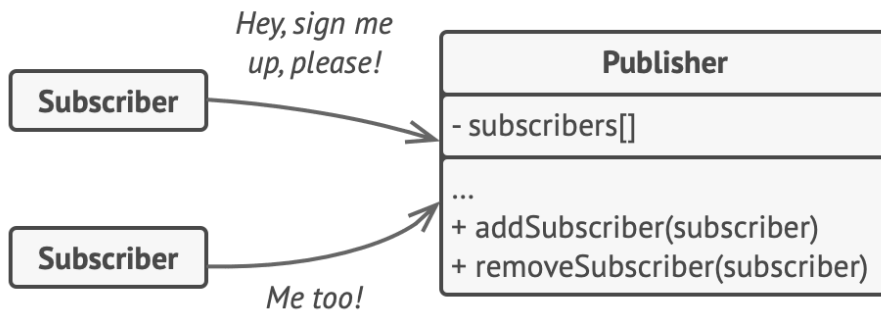 Hey, sign me
up, please!
Subscriber
Publisher
- subscribers[]
...
+ addSubscriber(subscriber)
+ removeSubscriber(subscriber)
Subscriber
Me too!